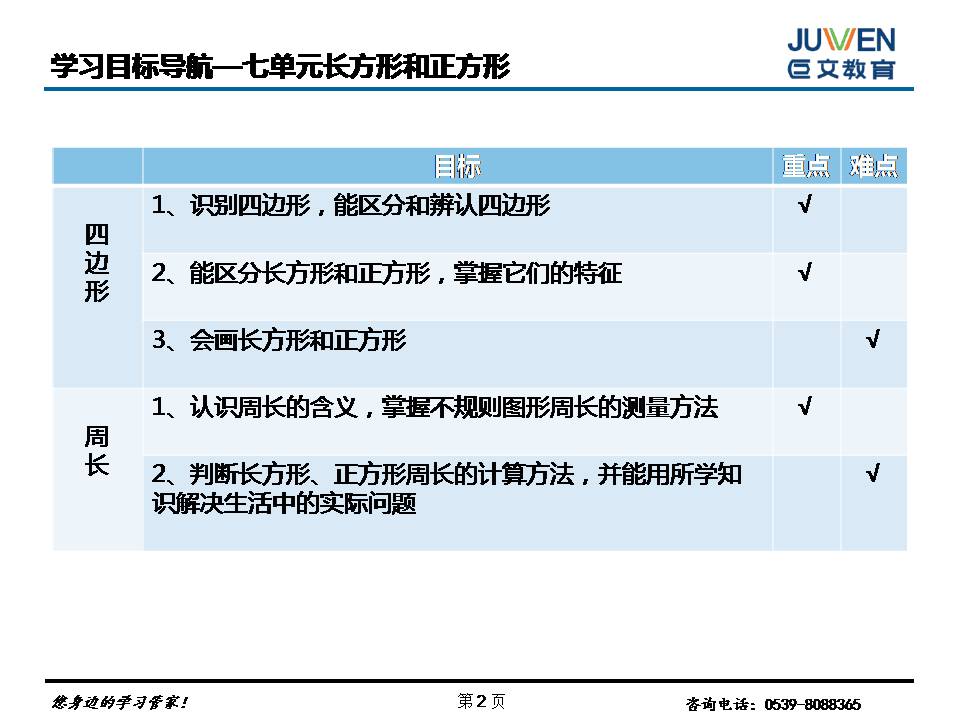 学习目标导航—七单元长方形和正方形
JUWEN
巨文教育
目标 重点 难点
四边形
1、识别四边形，能区分和辨认四边形 √
2、能区分长方形和正方形，掌握它们的特征 √
3、会画长方形和正方形 √
周长
1、认识周长的含义，掌握不规则图形周长的测量方法 √
2、判断长方形、正方形周长的计算方法，并能用所学知 √
识解决生活中的实际问题
您身边的学习管家！
第 2 页
咨询电话：0539-8088365